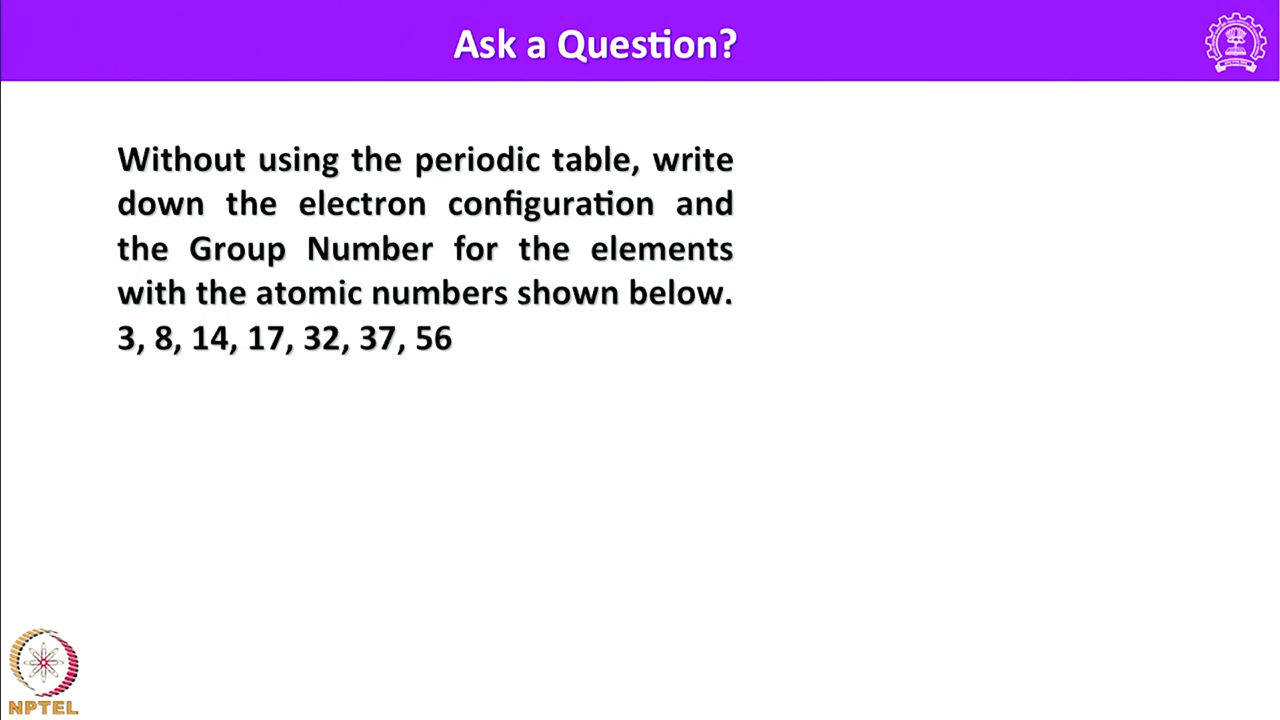 Ask a Question?
Without using the periodic table, write
down the electron configuration and
the Group Number for the elements
with the atomic numbers shown below.
3, 8, 14, 17, 32, 37, 56
NPTEL